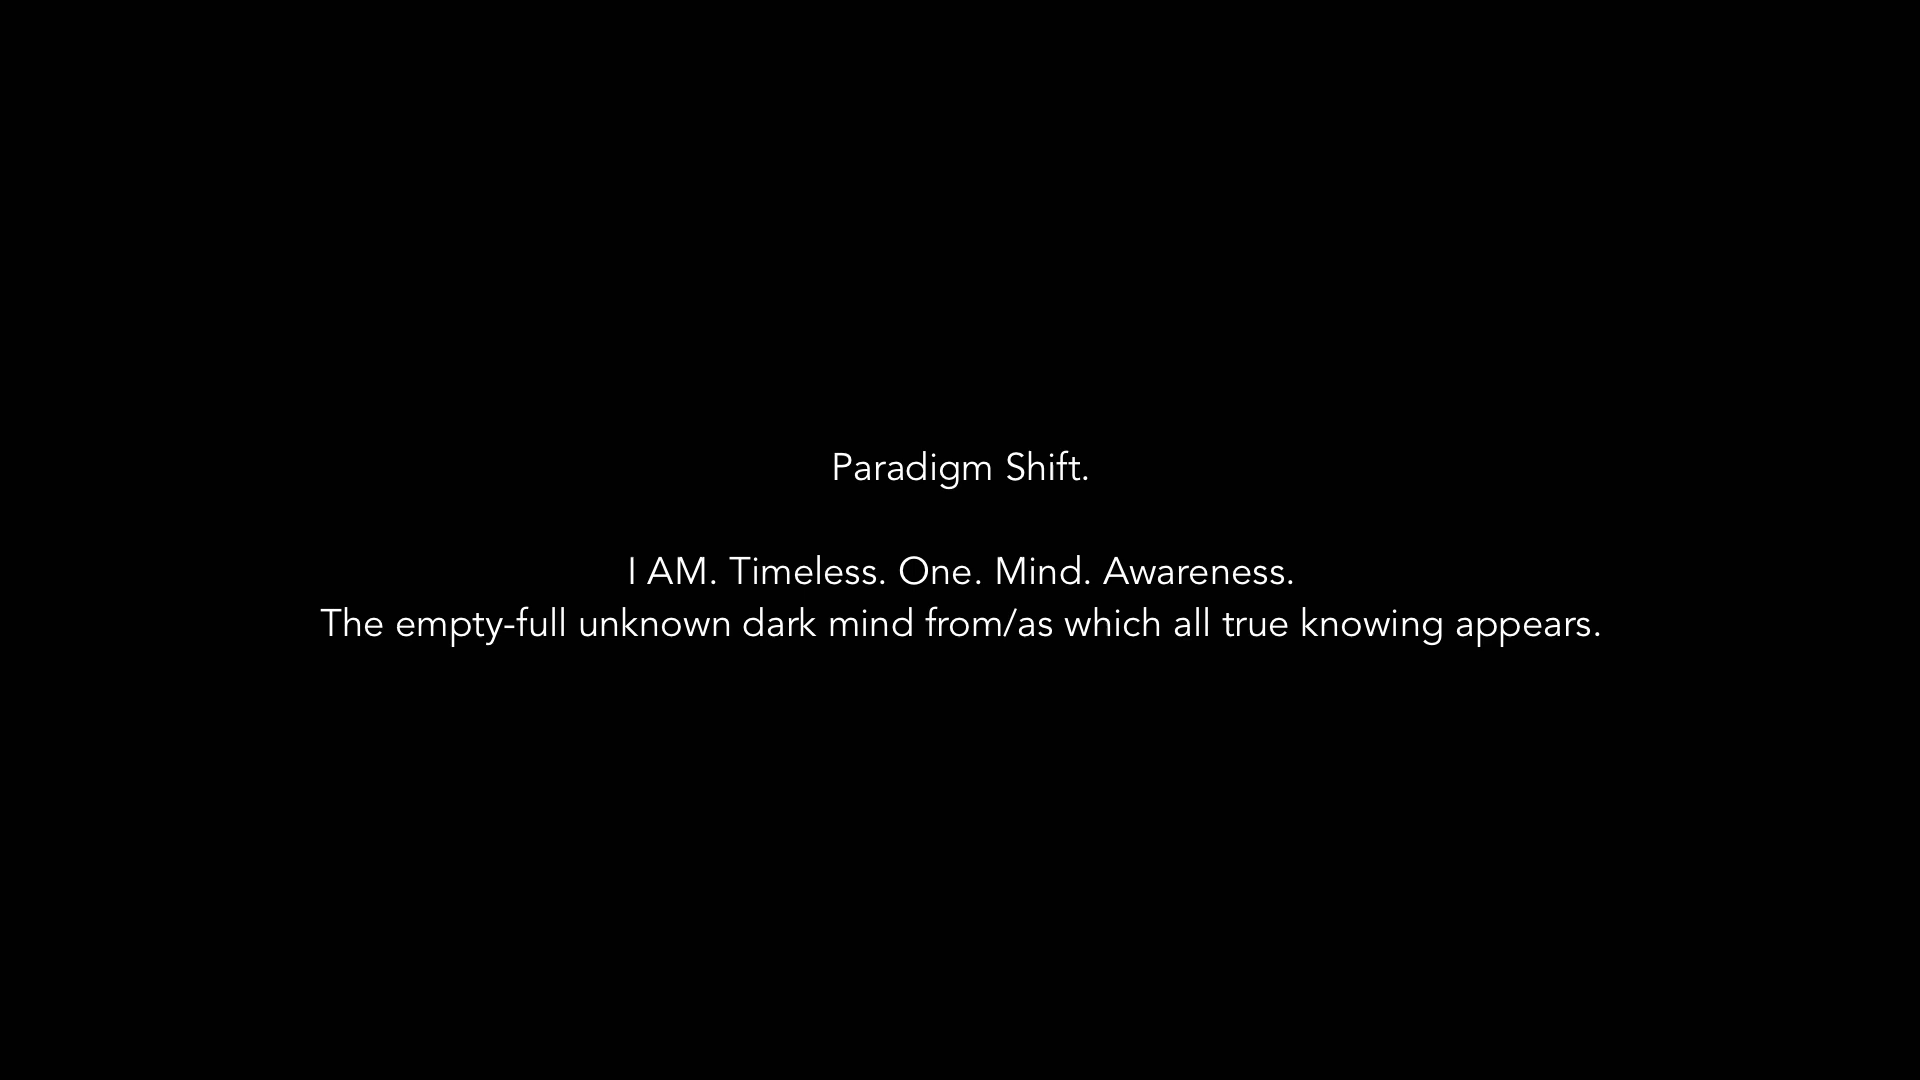 Paradigm Shift.
I AM. Timeless. One. Mind. Awareness.
The empty-full unknown dark mind from/as which all true knowing appears.